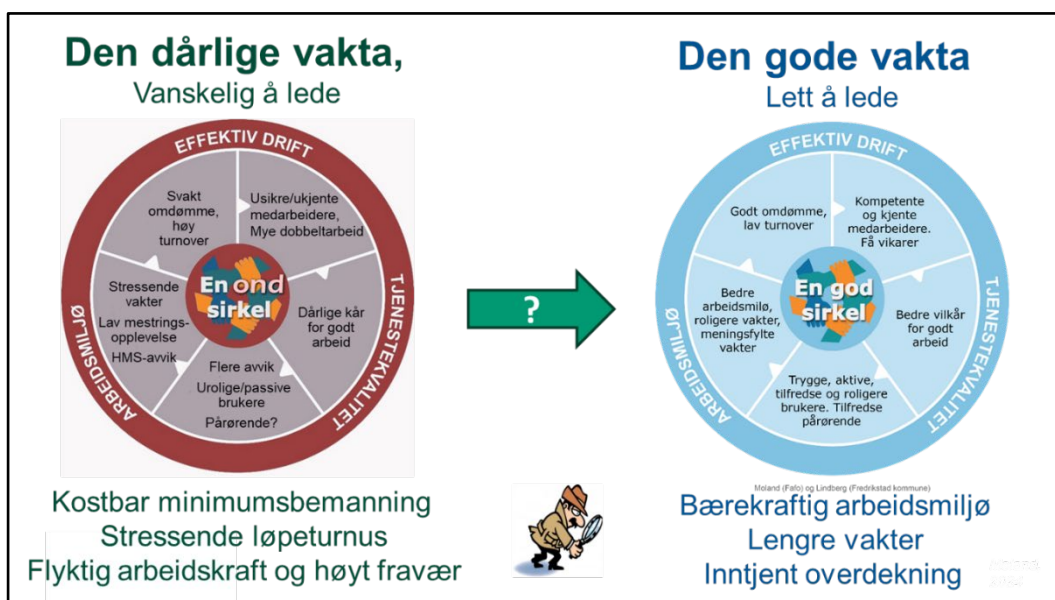 Den dårlige vakta,
Vanskelig å lede
EFFEKTIV DRIFT
TJENESTEKVALITET
ARBEIDSMILJØ
Svakt
omdømme,
høy
turnover
Usikre/ukjente
medarbeidere,
Mye dobbeltarbeid
Dårlige kår
for godt
arbeid
Flere avvik
Urolige/passive
brukere
Pårørende?
Stressende
vakter
Lav mestrings-
opplevelse
HMS-avvik
En ond
sirkel
Kostbar minimumsbemanning
Stressende løpeturnus
Flyktig arbeidskraft og høyt fravær
?
Den gode vakta
Lett å lede
EFFEKTIV DRIFT
TJENESTEKVALITET
ARBEIDSMILJØ
Godt omdømme,
lav turnover
Kompetente
og kjente
medarbeidere.
Få vikarer
Bedre vilkår
for godt
arbeid
Trygge, aktive,
tilfredse og roligere
brukere. Tilfredse
pårørende
Bedre
arbeidsmilø,
roligere vakter,
meningsfylte
vakter
En god
sirkel
Moland (Fafo) og Lindberg (Fredrikstad kommune)
Bærekraftig arbeidsmiljø
Lengre vakter
Inntjent overdekning